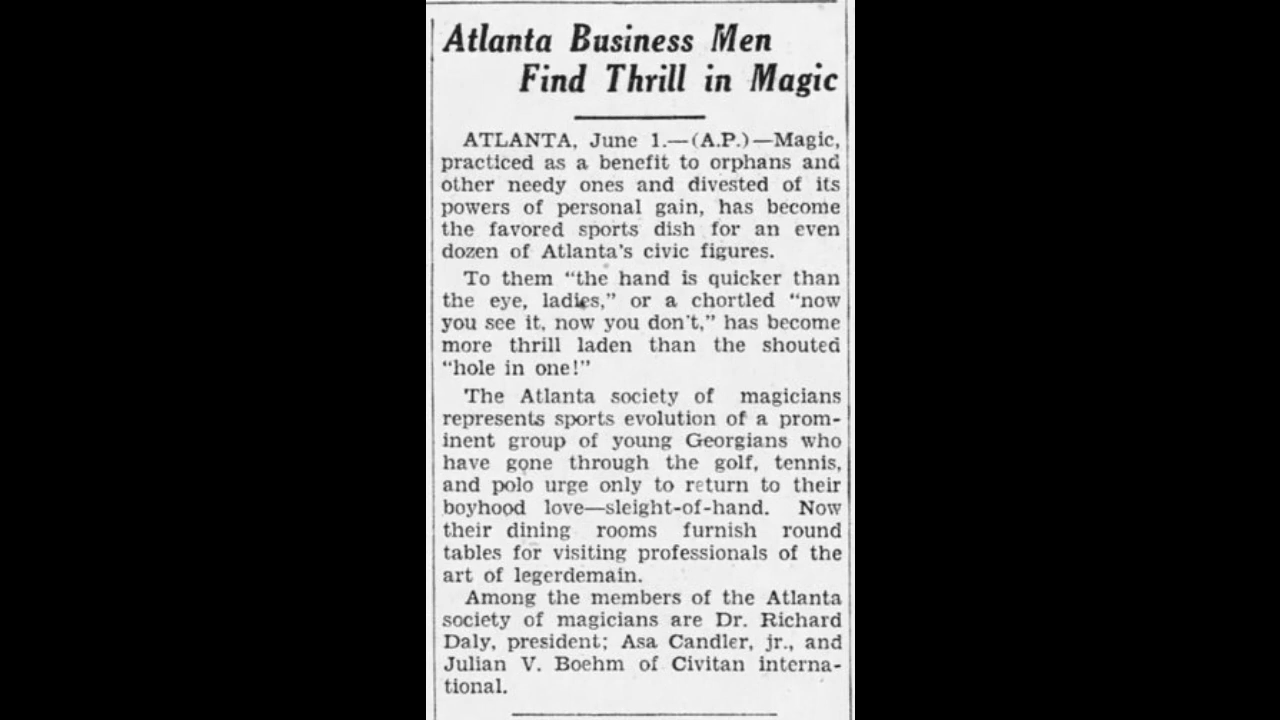 Atlanta Business Men
Find Thrill in Magic
ATLANTA, June 1.—(A.P.)—Magic,
practiced as a benefit to orphans and
other needy ones and divested of its
powers of personal gain, has become
the favored sports dish for an even
dozen of Atlanta's civic figures.
To them "the hand is quicker than
the eye, ladies," or a chortled "now
you see it, now you don't," has become
more thrill laden than the shouted
"hole in one!"
The Atlanta society of magicians
represents sports evolution of a prom-
inent group of young Georgians who
have gone through the golf, tennis,
and polo urge only to return to their
boyhood love—sleight-of-hand. Now
their dining rooms furnish round
tables for visiting professionals of the
art of legerdemain.
Among the members of the Atlanta
society of magicians are Dr. Richard
Daly, president; Asa Candler, jr., and
Julian V. Boehm of Civitan interna-
tional.